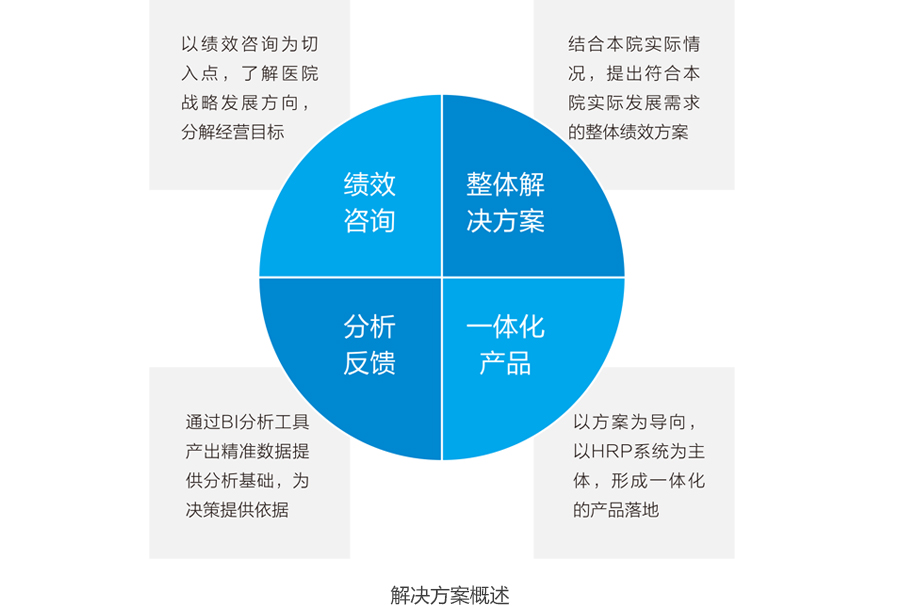 以绩效咨询为切
入点，了解医院
战略发展方向，
分解经营目标
结合本院实际情
况，提出符合本
院实际发展需求
的整体绩效方案
绩效
咨询
整体解
决方案
分析
反馈
一体化
产品
通过BI分析工具
产出精准数据提
供分析基础，为
决策提供依据
以方案为导向，
以HRP系统为主
体，形成一体化
的产品落地
解决方案概述